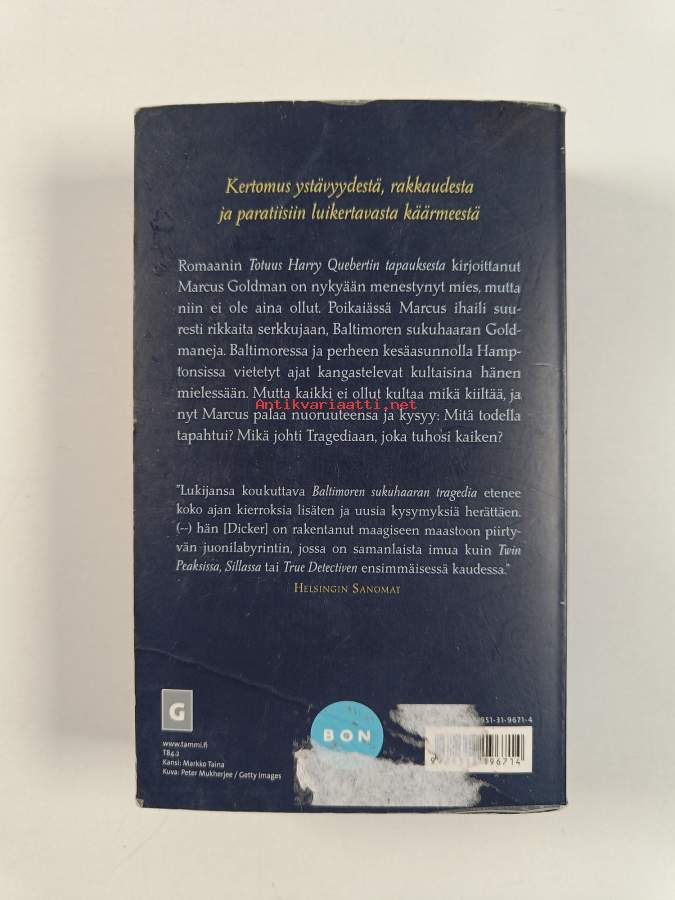 Kertomus ystävyydestä, rakkaudesta
ja paratiisiin luikertavasta käärmeestä
Romaanin Totuus Harry Quebertin tapauksesta kirjoittanut
Marcus Goldman on nykyään menestynyt mies, mutta
niin ei ole aina ollut. Poikaiässä Marcus ihaili suu-
resti rikkaita serkkujaan, Baltimoren sukuhaaran Gold-
maneja. Baltimoressa ja perheen kesäasunnolla Hamp-
tonsissa vietetyt ajat kangastelevat kultaisina hänen
mielessään. Mutta kaikki ei ollut kultaa mikä kiiltää, ja
Antikvariaatti.net
nyt Marcus palaa nuoruuteensa ja kysyy: Mitä todella
tapahtui? Mikä johti Tragediaan, joka tuhosi kaiken?
"Lukijansa koukuttava Baltimoren sukuhaaran tragedia etenee
koko ajan kierroksia lisäten ja uusia kysymyksiä herättäen.
(--) hän [Dicker] on rakentanut maagiseen maastoon piirty-
vän juonilabyrintin, jossa on samanlaista imua kuin Twin
Peaksissa, Sillassa tai True Detectiven ensimmäisessä kaudessa."
HELSINGIN SANOMAT
G
www.tammi.fi
T84.2
Kansi: Markko Taina
Kuva: Peter Mukherjee / Getty Images
BON
951-31-9671-4
9 96714